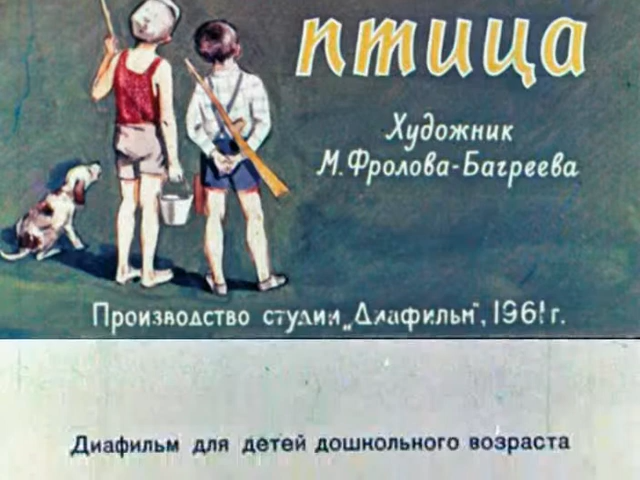 птица
Художник
М. Фролова-Багреева
Производство студии „Диафильм“, 1961 г.
Диафильм для детей дошкольного возраста